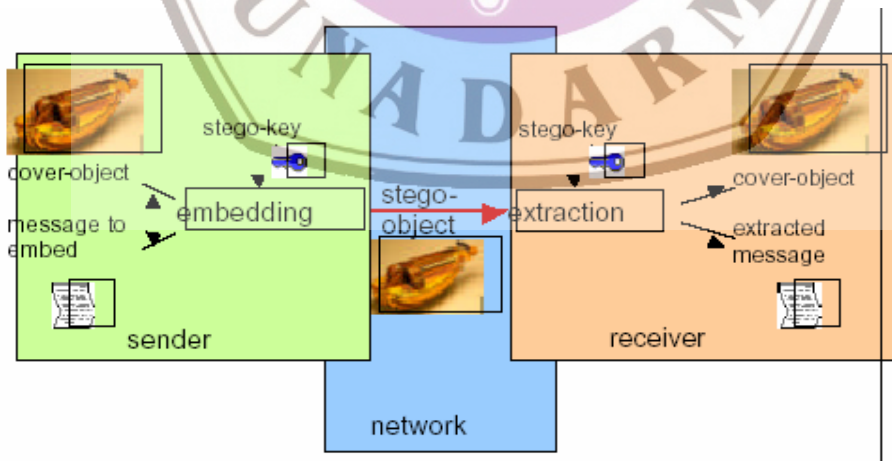 UNADARM
stego-key
cover-object
embedding
message to
embed
sender
stego-
object
network
stego-key
extraction
cover-object
extracted
message
receiver